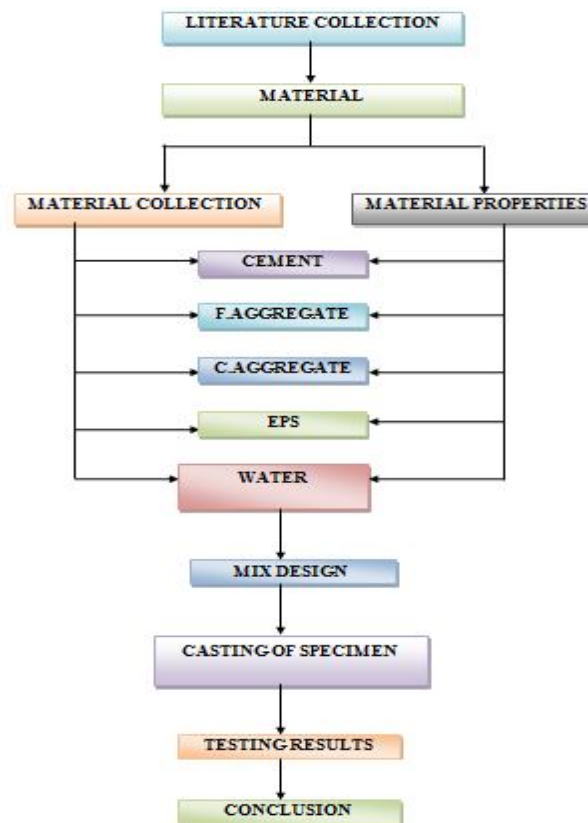 LITERATURE COLLECTION
MATERIAL
MATERIAL COLLECTION
MATERIAL PROPERTIES
CEMENT
F.AGGREGATE
C.AGGREGATE
EPS
WATER
MIX DESIGN
CASTING OF SPECIMEN
TESTING RESULTS
CONCLUSION